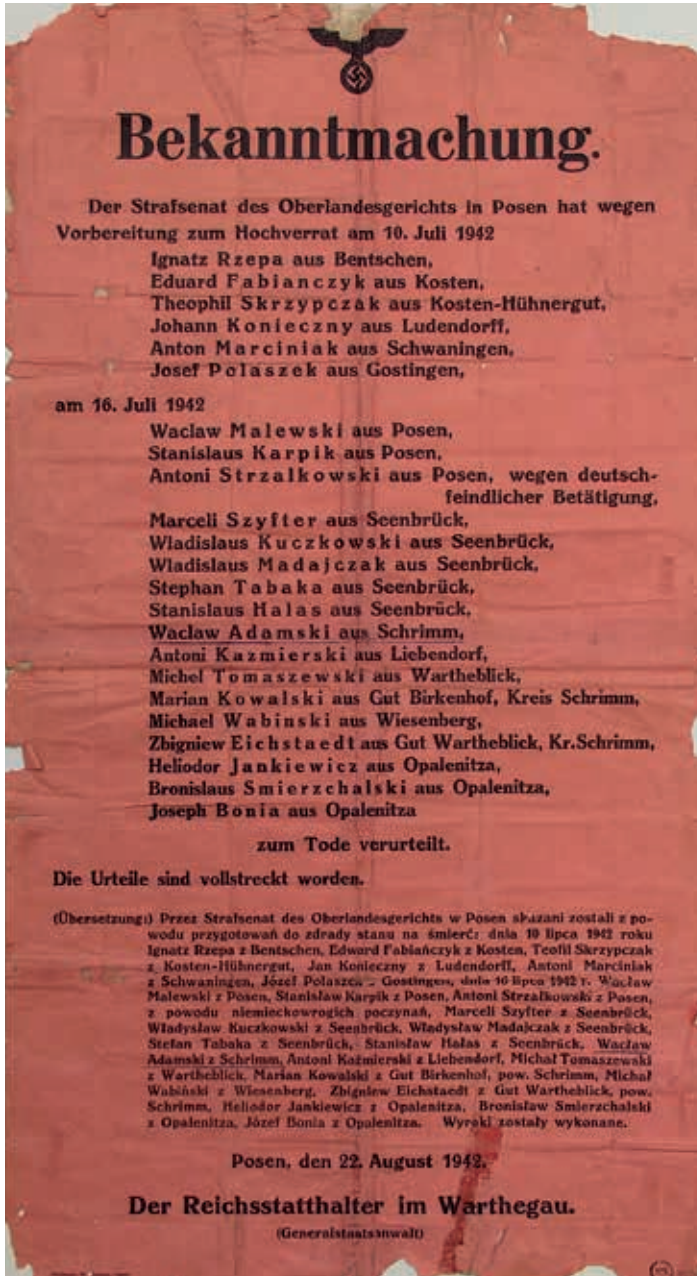 Bekanntmachung.
Der Strafsenat des Oberlandesgerichts in Posen hat wegen
Vorbereitung zum Hochverrat am 10. Juli 1942
Ignatz Rzepa aus Bentschen,
Eduard Fabianczyk aus Kosten,
Theophil Skrzypczak aus Kosten-Hühnergut,
Johann Konieczny aus Ludendorff,
Anton Marciniak aus Schwaningen,
Josef Polaszek aus Gostingen,
am 16. Juli 1942
Waclaw Malewski aus Posen,
Stanislaus Karpik aus Posen,
Antoni Strzalkowski aus Posen, wegen deutsch-
feindlicher Betätigung,
Marceli Szyfter aus Seenbrück,
Wladislaus Kuczkowski aus Seenbrück,
Wladislaus Madajczak aus Seenbrück,
Stephan Tabaka aus Seenbrück,
Stanislaus Halas aus Seenbrück,
Waclaw Adamski aus Schrimm,
Antoni Kazmierski aus Liebendorf,
Michel Tomaszewski aus Wartheblick,
Marian Kowalski aus Gut Birkenhof, Kreis Schrimm,
Michael Wabinski aus Wiesenberg,
Zbigniew Eichstaedt aus Gut Wartheblick, Kr. Schrimm,
Heliodor Jankiewicz aus Opalenitza,
Bronislaus Smierzchalski aus Opalenitza,
Joseph Bonia aus Opalenitza
zum Tode verurteilt.
Die Urteile sind vollstreckt worden.
(Übersetzung:) Przez Strafsenat des Oberlandesgerichts w Posen skazani zostali z po-
wodu przygotowań do zdrady stanu na śmierć: dnia 10 lipca 1942 roku
Ignatz Rzepa z Bentschen, Edward Fabiańczyk z Kosten, Teofil Skrzypczak
z Kosten-Hühnergut, Jan Konieczny z Ludendorff, Antoni Marciniak
z Schwaningen, Józef Polaszek z Gostingen, dnia 16 lipca 1942 r. Wacław
Malewski z Posen, Stanisław Karpik z Posen, Antoni Strzałkowski z Posen,
z powodu niemieckowrogich poczynań, Marceli Szyfter z Seenbrück,
Władysław Kuczkowski z Seenbrück, Władysław Madajczak z Seenbrück,
Stefan Tabaka z Seenbrück, Stanisław Hałas z Seenbrück, Wacław
Adamski z Schrimm, Antoni Kaźmierski z Liebendorf, Michał Tomaszewski
z Wartheblick, Marian Kowalski z Gut Birkenhof, pow. Schrimm, Michał
Wabiński z Wiesenberg, Zbigniew Eichstaedt z Gut Wartheblick, pow.
Schrimm, Heliodor Jankiewicz z Opalenitza, Bronisław Smierzchalski
z Opalenitza, Józef Bonia z Opalenitza. Wyroki zostały wykonane.
Posen, den 22. August 1942.
Der Reichsstatthalter im Warthegau.
(Generalstaatsanwalt)